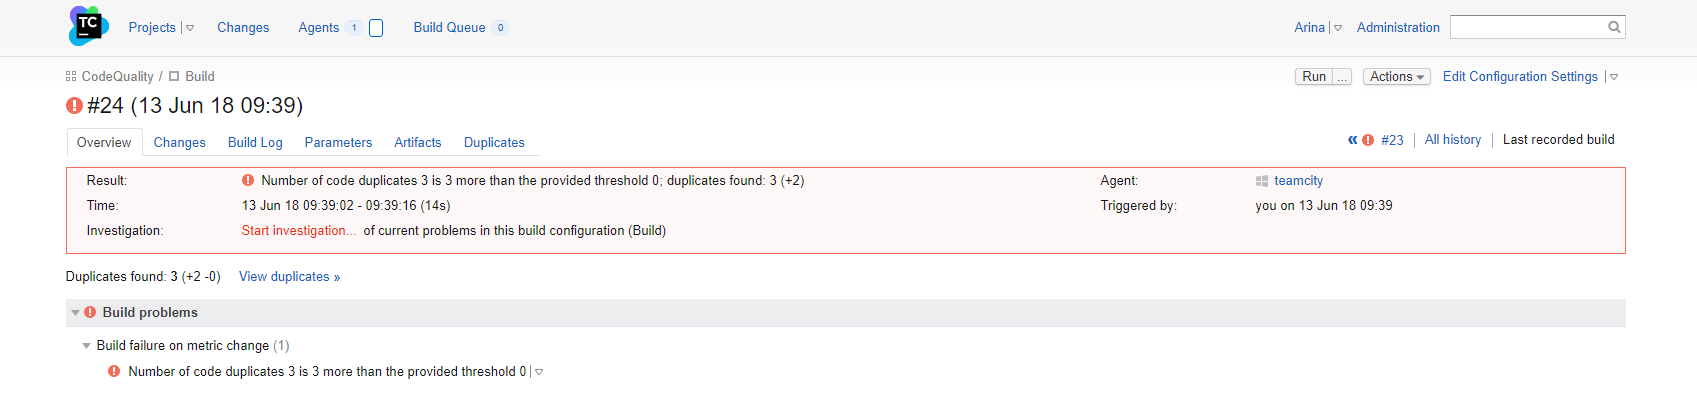 TC
Projects
Changes
Agents 1
Build Queue 0
Arina
Administration
CodeQuality / Build
Run ...
Actions
Edit Configuration Settings
#24 (13 Jun 18 09:39)
Overview
Changes
Build Log
Parameters
Artifacts
Duplicates
« #23
All history
Last recorded build
Result: Number of code duplicates 3 is 3 more than the provided threshold 0; duplicates found: 3 (+2)
Agent: teamcity
Time: 13 Jun 18 09:39:02 - 09:39:16 (14s)
Triggered by: you on 13 Jun 18 09:39
Investigation: Start investigation... of current problems in this build configuration (Build)
Duplicates found: 3 (+2 -0) View duplicates »
Build problems
Build failure on metric change (1)
Number of code duplicates 3 is 3 more than the provided threshold 0